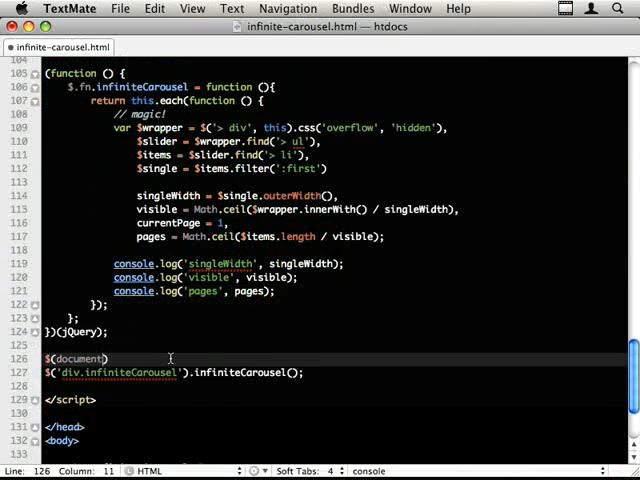 TextMate File Edit View Text Navigation Bundles Window Help
infinite-carousel.html — htdocs
infinite-carousel.html
104
105 (function () {
106 $.fn.infiniteCarousel = function (){
107 return this.each(function () {
108 // magic!
109 var $wrapper = $('> div', this).css('overflow', 'hidden'),
110 $slider = $wrapper.find('> ul'),
111 $items = $slider.find('> li'),
112 $single = $items.filter(':first')
113
114 singleWidth = $single.outerWidth(),
115 visible = Math.ceil($wrapper.innerWith() / singleWidth),
116 currentPage = 1,
117 pages = Math.ceil($items.length / visible);
118
119 console.log('singleWidth', singleWidth);
120 console.log('visible', visible);
121 console.log('pages', pages);
122 });
123 };
124 })(jQuery);
125
126 $(document)
127 $('div.infiniteCarousel').infiniteCarousel();
128
129 </script>
130
131 </head>
132 <body>
133
Line: 126 Column: 11 HTML Soft Tabs: 4 console